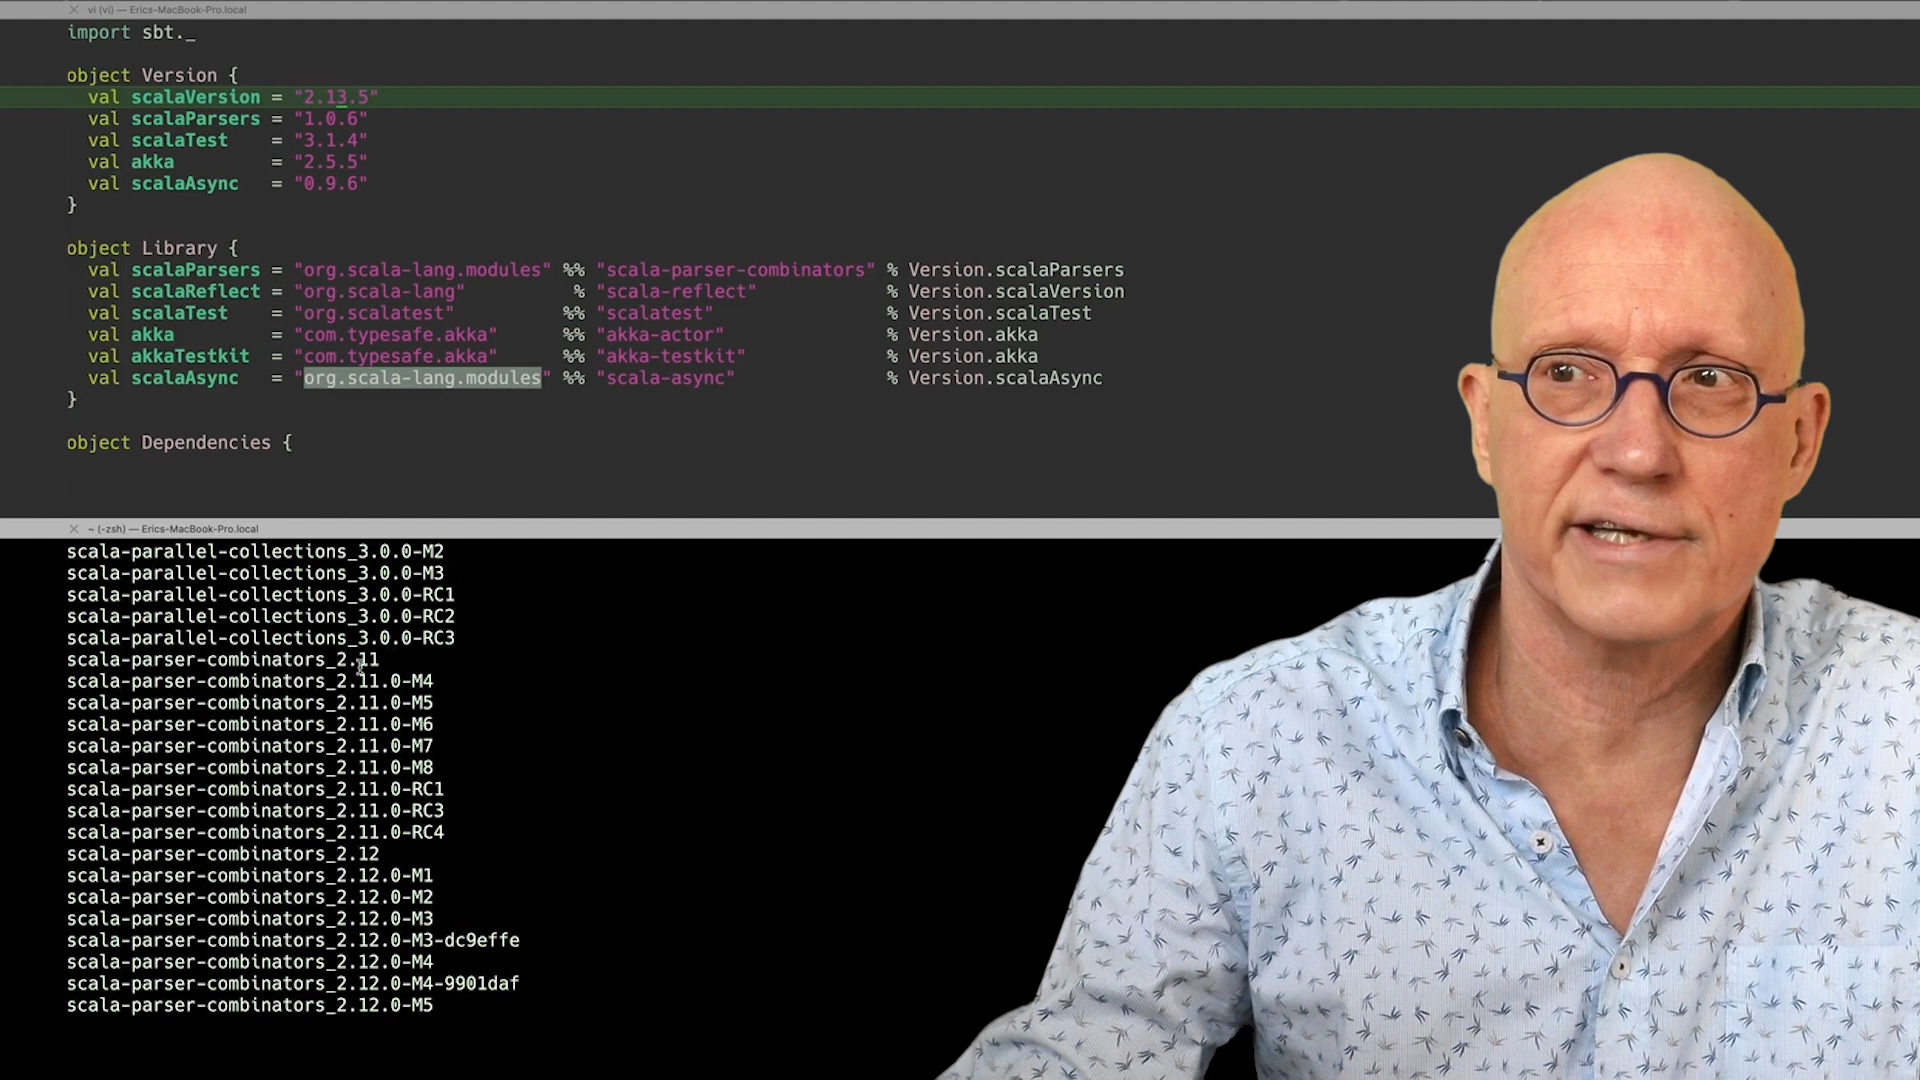 vi (vi) — Erics-MacBook-Pro.local
import sbt._
object Version {
val scalaVersion = "2.13.5"
val scalaParsers = "1.0.6"
val scalaTest = "3.1.4"
val akka = "2.5.5"
val scalaAsync = "0.9.6"
}
object Library {
val scalaParsers = "org.scala-lang.modules" %% "scala-parser-combinators" % Version.scalaParsers
val scalaReflect = "org.scala-lang" % "scala-reflect" % Version.scalaVersion
val scalaTest = "org.scalatest" %% "scalatest" % Version.scalaTest
val akka = "com.typesafe.akka" %% "akka-actor" % Version.akka
val akkaTestkit = "com.typesafe.akka" %% "akka-testkit" % Version.akka
val scalaAsync = "org.scala-lang.modules" %% "scala-async" % Version.scalaAsync
}
object Dependencies {
~ (-zsh) — Erics-MacBook-Pro.local
scala-parallel-collections_3.0.0-M2
scala-parallel-collections_3.0.0-M3
scala-parallel-collections_3.0.0-RC1
scala-parallel-collections_3.0.0-RC2
scala-parallel-collections_3.0.0-RC3
scala-parser-combinators_2.11
scala-parser-combinators_2.11.0-M4
scala-parser-combinators_2.11.0-M5
scala-parser-combinators_2.11.0-M6
scala-parser-combinators_2.11.0-M7
scala-parser-combinators_2.11.0-M8
scala-parser-combinators_2.11.0-RC1
scala-parser-combinators_2.11.0-RC3
scala-parser-combinators_2.11.0-RC4
scala-parser-combinators_2.12
scala-parser-combinators_2.12.0-M1
scala-parser-combinators_2.12.0-M2
scala-parser-combinators_2.12.0-M3
scala-parser-combinators_2.12.0-M3-dc9effe
scala-parser-combinators_2.12.0-M4
scala-parser-combinators_2.12.0-M4-9901daf
scala-parser-combinators_2.12.0-M5